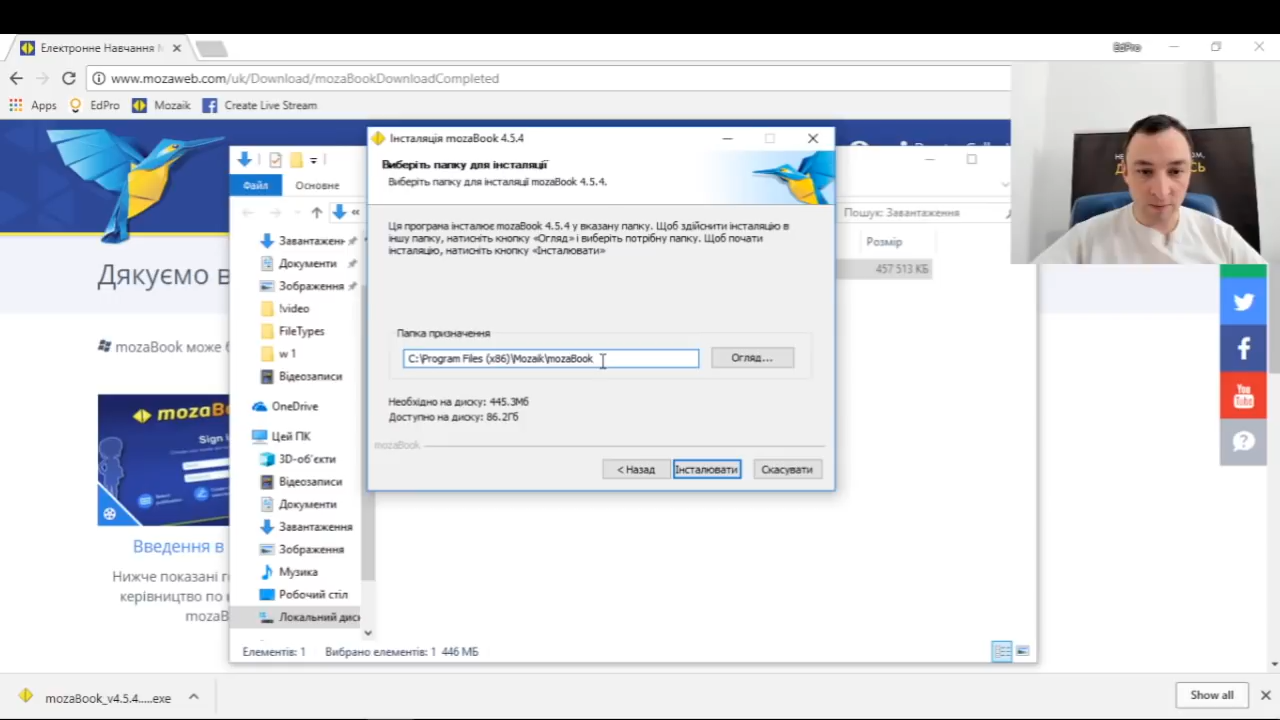 Електронне Навчання
EdPro
www.mozaweb.com/uk/Download/mozaBookDownloadCompleted
Apps EdPro Mozaik Create Live Stream
Інсталяція mozaBook 4.5.4
Виберіть папку для інсталяції
Виберіть папку для інсталяції mozaBook 4.5.4.
Файл Основне
Пошук: Завантаження
Ця програма інсталює mozaBook 4.5.4 у вказану папку. Щоб здійснити інсталяцію в
іншу папку, натисніть кнопку «Огляд» і виберіть потрібну папку. Щоб почати
інсталяцію, натисніть кнопку «Інсталювати»
Розмір
457 513 КБ
Дякуємо в
Завантажен
Документи
Зображення
!video
FileTypes
w 1
Відеозаписи
OneDrive
Цей ПК
3D-об'єкти
Відеозаписи
Документи
Завантаження
Зображення
Музика
Робочий стіл
Локальний диск
Папка призначення
C:\Program Files (x86)\Mozaik\mozaBook
Огляд...
Необхідно на диску: 445.3Мб
Доступно на диску: 86.2Гб
mozaBook
< Назад Інсталювати Скасувати
mozaBook може б
mozaB
Sign
Введення в
Нижче показані г
керівництво по
mozaB
You
Tube
Елементів: 1 Вибрано елементів: 1 446 МБ
mozaBook_v4.5.4.....exe
Show all